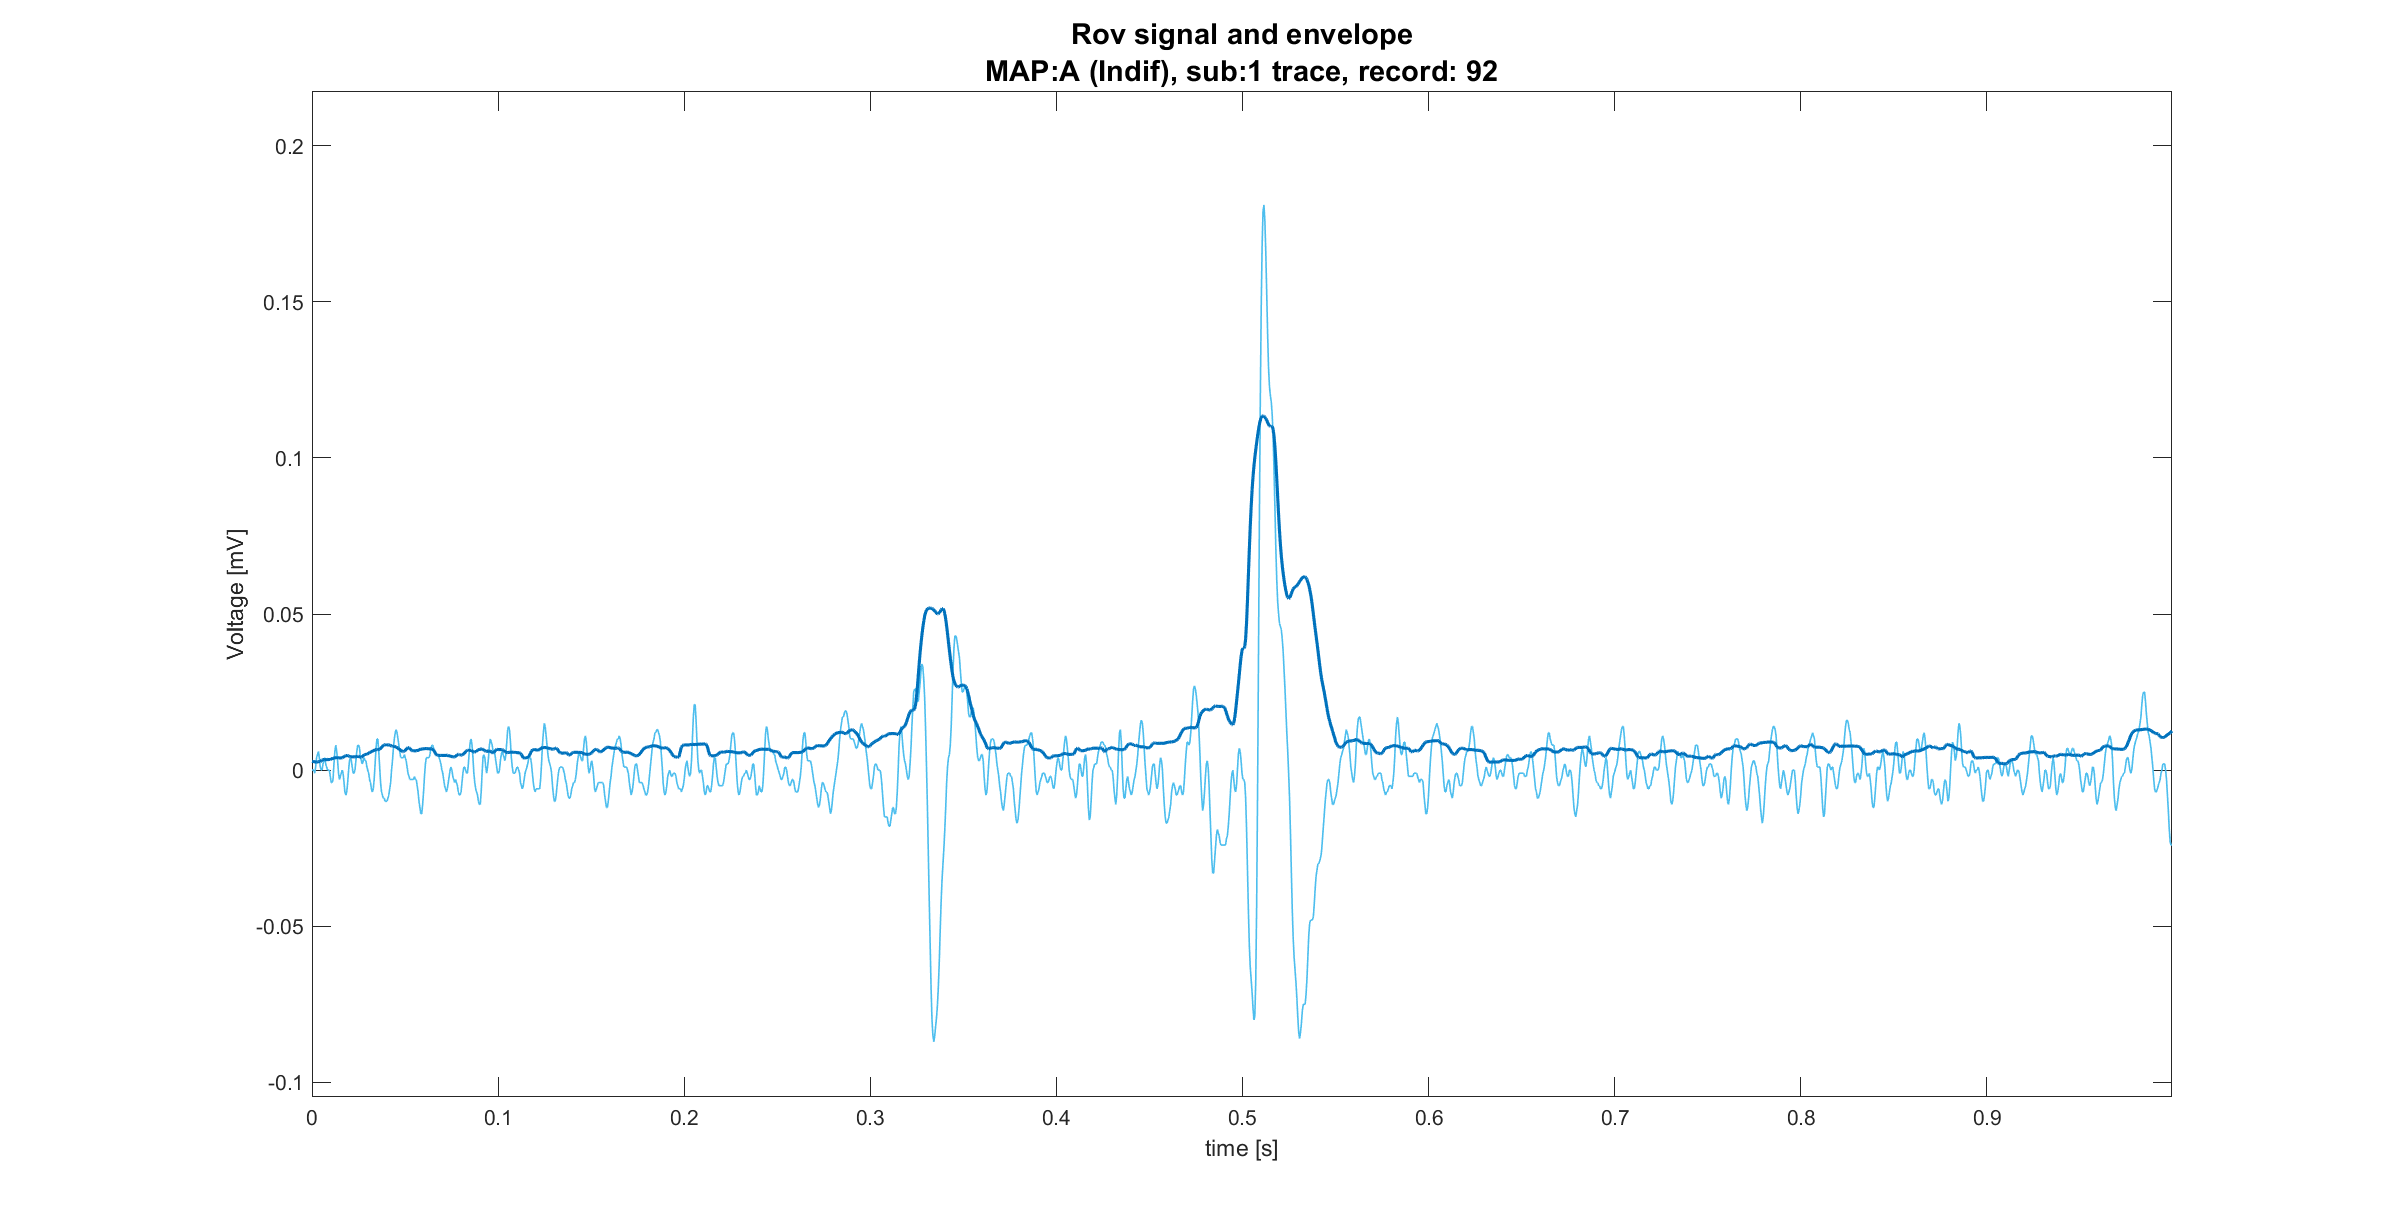 Rov signal and envelope
MAP:A (Indif), sub:1 trace, record: 92
0.2
0.15
0.1
0.05
0
-0.05
-0.1
Voltage [mV]
0 0.1 0.2 0.3 0.4 0.5 0.6 0.7 0.8 0.9
time [s]